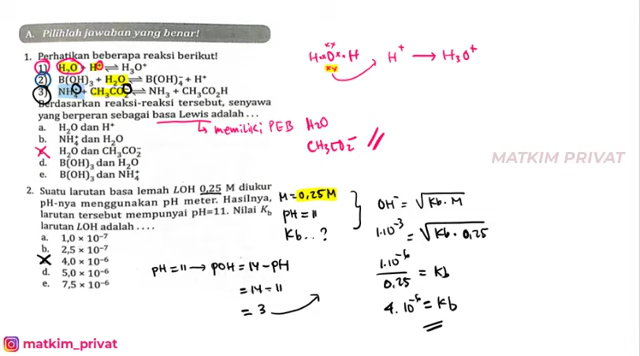 A. Pilihlah jawaban yang benar!
1. Perhatikan beberapa reaksi berikut!
1) H₂O + H⁺ ⇌ H₃O⁺
2) B(OH)₃ + H₂O ⇌ B(OH)₄⁻ + H⁺
3) NH₄⁺ + CH₃CO₂⁻ ⇌ NH₃ + CH₃CO₂H
Berdasarkan reaksi-reaksi tersebut, senyawa
yang berperan sebagai basa Lewis adalah . . . .
a. H₂O dan H⁺
b. NH₄⁺ dan H₂O
c. H₂O dan CH₃CO₂⁻
d. B(OH)₃ dan H₂O
e. B(OH)₃ dan NH₄⁺
↳ memiliki PEB H₂O
CH₃CO₂⁻ //
H × O × H H⁺ → H₃O⁺
MATKIM PRIVAT
2. Suatu larutan basa lemah LOH 0,25 M diukur
pH-nya menggunakan pH meter. Hasilnya,
larutan tersebut mempunyai pH=11. Nilai K_b
larutan LOH adalah . . . .
a. 1,0 × 10⁻⁷
b. 2,5 × 10⁻⁷
4,0 × 10⁻⁶
d. 5,0 × 10⁻⁶
e. 7,5 × 10⁻⁶
M = 0,25 M
PH = 11
Kb . . ?
PH = 11 → POH = 14 - PH
= 14 - 11
= 3
OH⁻ = √Kb . M
1.10⁻³ = √Kb . 0,25
1.10⁻⁶ / 0,25 = Kb
4.10⁻⁶ = Kb
matkim_privat